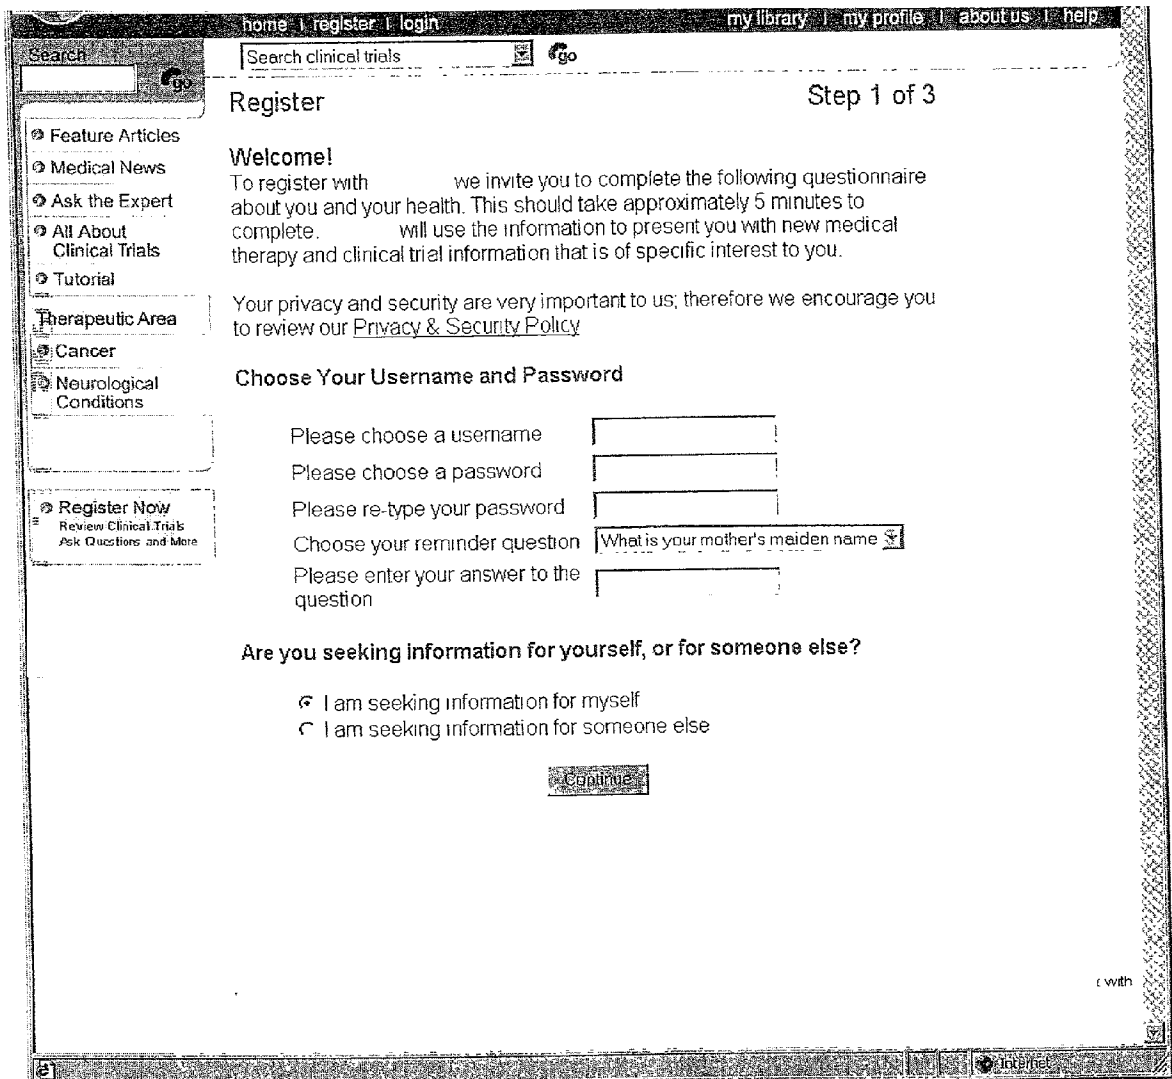 home | register | login
my library | my profile | about us | help
Search
go
Search clinical trials
go
Feature Articles
Medical News
Ask the Expert
All About
Clinical Trials
Tutorial
Therapeutic Area
Cancer
Neurological
Conditions
Register Now
Review Clinical Trials
Ask Questions and More
Register
Step 1 of 3
Welcome!
To register with we invite you to complete the following questionnaire
about you and your health. This should take approximately 5 minutes to
complete. will use the information to present you with new medical
therapy and clinical trial information that is of specific interest to you.
Your privacy and security are very important to us; therefore we encourage you
to review our Privacy & Security Policy
Choose Your Username and Password
Please choose a username
Please choose a password
Please re-type your password
Choose your reminder question What is your mother's maiden name
Please enter your answer to the
question
Are you seeking information for yourself, or for someone else?
I am seeking information for myself
I am seeking information for someone else
Continue
with
Internet